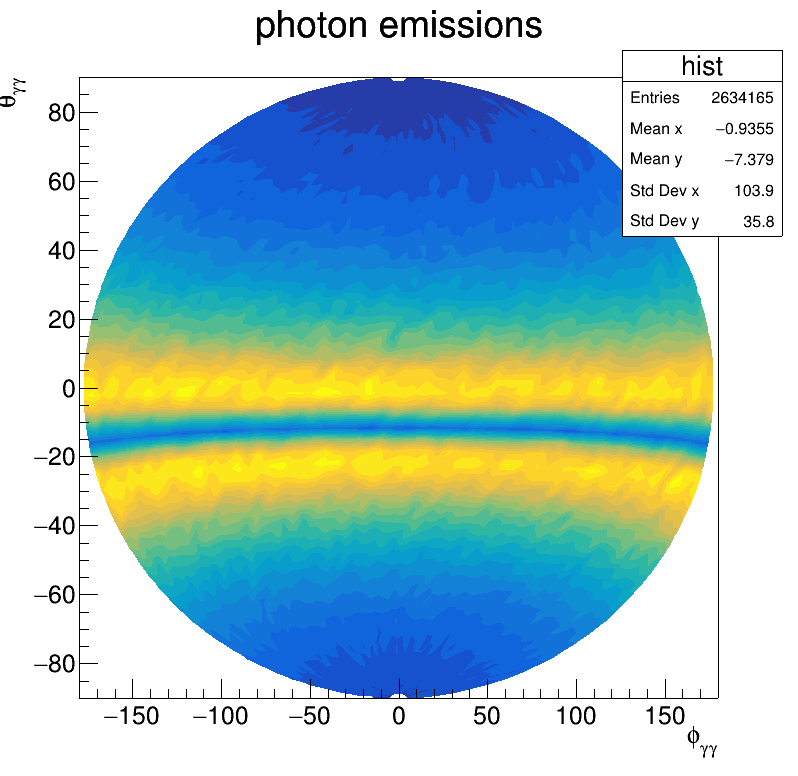 photon emissions
hist
Entries 2634165
Mean x −0.9355
Mean y −7.379
Std Dev x 103.9
Std Dev y 35.8
θγγ
80
60
40
20
0
−20
−40
−60
−80
−150 −100 −50 0 50 100 150
ϕγγ